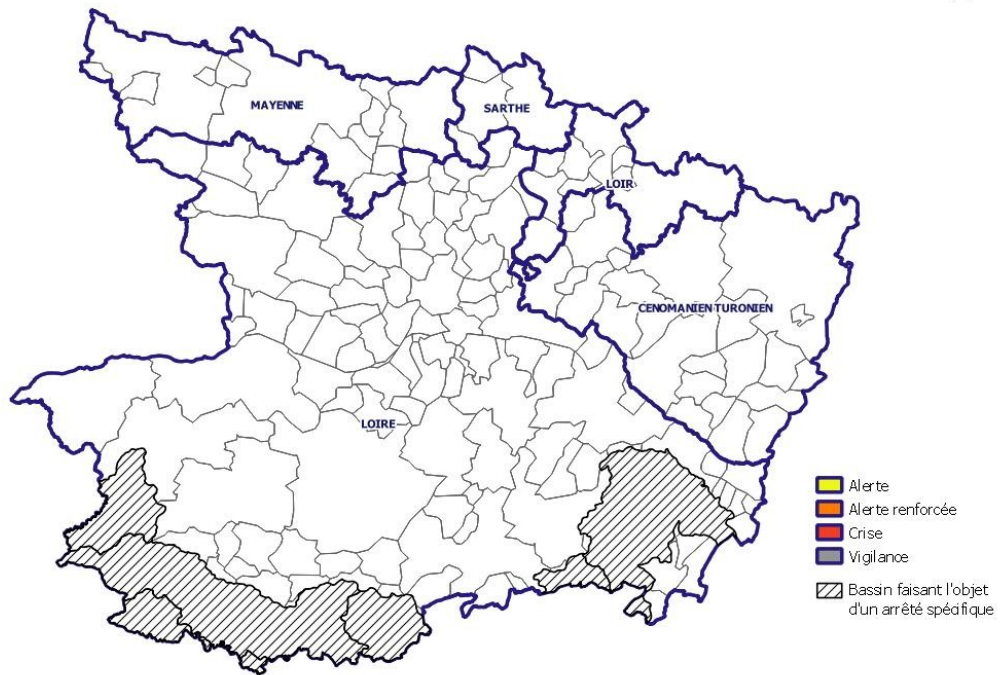 MAYENNE
SARTHE
LOIR
CENOMANIEN TURONIEN
LOIRE
Alerte
Alerte renforcée
Crise
Vigilance
Bassin faisant l'objet
d'un arrêté spécifique